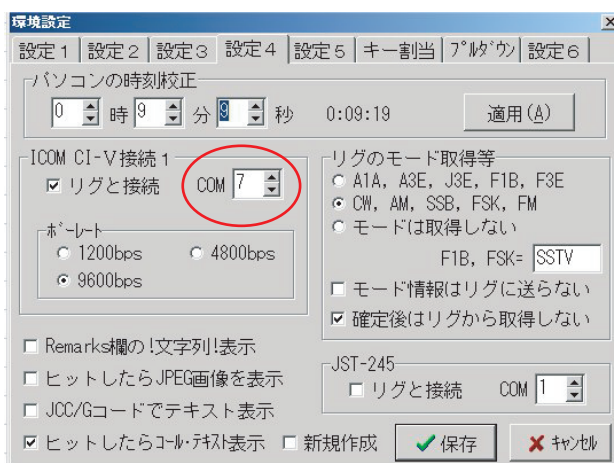 環境設定
設定１ 設定２ 設定３ 設定４ 設定５ キー割当 ﾌﾟﾙﾀﾞｳﾝ 設定６
パソコンの時刻校正
0 時 9 分 9 秒 0:09:19 適用(A)
ICOM CI-V接続１
リグと接続 COM 7
ﾎﾞｰﾚｰﾄ
1200bps 4800bps
9600bps
リグのモード取得等
A1A, A3E, J3E, F1B, F3E
CW, AM, SSB, FSK, FM
モードは取得しない
F1B, FSK= SSTV
モード情報はリグに送らない
確定後はリグから取得しない
Remarks欄の!文字列!表示
ヒットしたらJPEG画像を表示
JCC/Gコードでテキスト表示
ヒットしたらｺｰﾙ・ﾃｷｽﾄ表示 新規作成
JST-245
リグと接続 COM 1
保存 ｷｬﾝｾﾙ